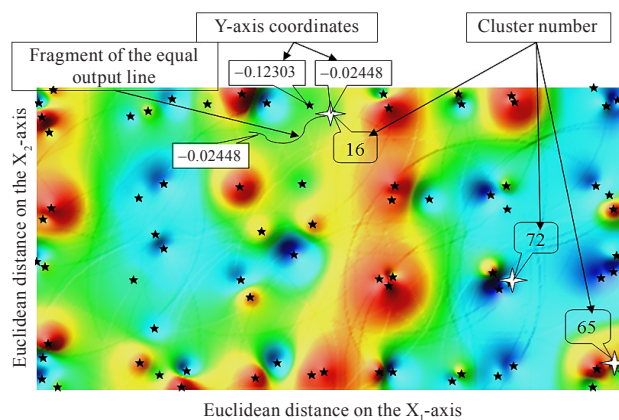 Y-axis coordinates
Cluster number
Fragment of the equal
output line
−0.12303
−0.02448
−0.02448
16
72
65
Euclidean distance on the X2-axis
Euclidean distance on the X1-axis